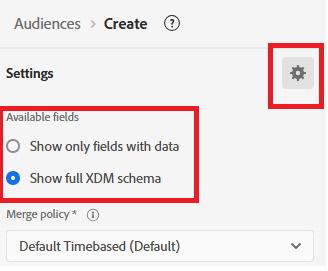 Audiences > Create ?
Settings
Available fields
Show only fields with data
Show full XDM schema
Merge policy * i
Default Timebased (Default)